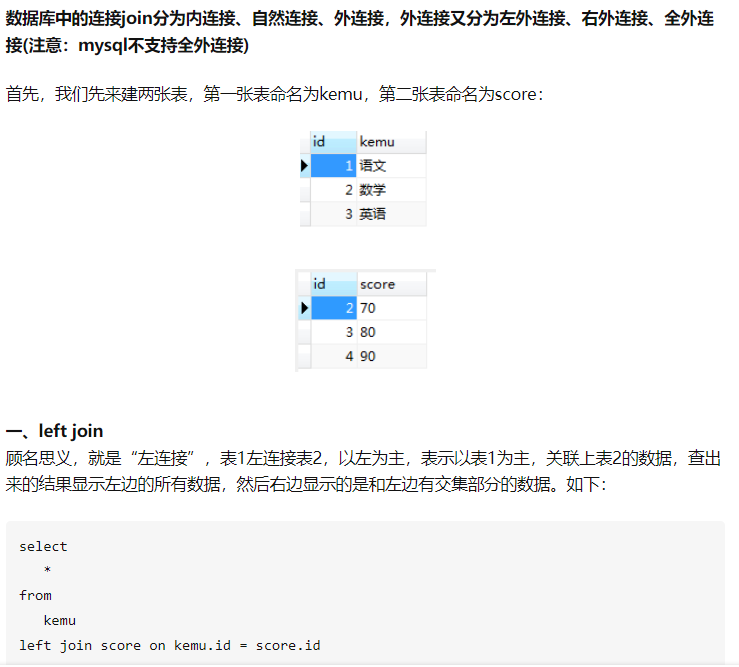 数据库中的连接join分为内连接、自然连接、外连接，外连接又分为左外连接、右外连接、全外连
接(注意：mysql不支持全外连接)
首先，我们先来建两张表，第一张表命名为kemu，第二张表命名为score：
id kemu
1 语文
2 数学
3 英语
id score
2 70
3 80
4 90
一、left join
顾名思义，就是“左连接”，表1左连接表2，以左为主，表示以表1为主，关联上表2的数据，查出
来的结果显示左边的所有数据，然后右边显示的是和左边有交集部分的数据。如下：
select
*
from
kemu
left join score on kemu.id = score.id